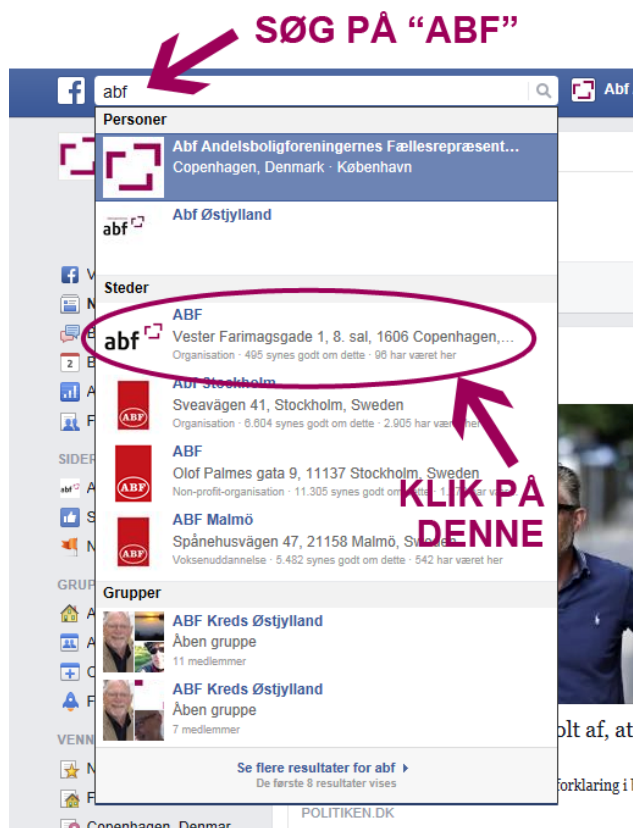 SØG PÅ “ABF”
abf
Abf
Personer
Abf Andelsboligforeningernes Fællesrepræsent...
Copenhagen, Denmark · København
abf
Abf Østjylland
Steder
abf
ABF
Vester Farimagsgade 1, 8. sal, 1606 Copenhagen,...
Organisation · 495 synes godt om dette · 96 har været her
ABF
Abf Stockholm
Sveavägen 41, Stockholm, Sweden
Organisation · 6.604 synes godt om dette · 2.905 har været her
ABF
ABF
Olof Palmes gata 9, 11137 Stockholm, Sweden
Non-profit-organisation · 11.305 synes godt om dette
KLIK PÅ
DENNE
ABF
ABF Malmö
Spånehusvägen 47, 21158 Malmö, Sweden
Voksenuddannelse · 5.482 synes godt om dette · 542 har været her
Grupper
ABF Kreds Østjylland
Åben gruppe
11 medlemmer
ABF Kreds Østjylland
Åben gruppe
7 medlemmer
Se flere resultater for abf
De første 8 resultater vises
V
N
B
2 B
A
F
SIDER
abf A
S
N
GRUP
A
A
C
F
VENN
N
F
Copenhagen, Denmar
olt af, at
forklaring i
POLITIKEN.DK